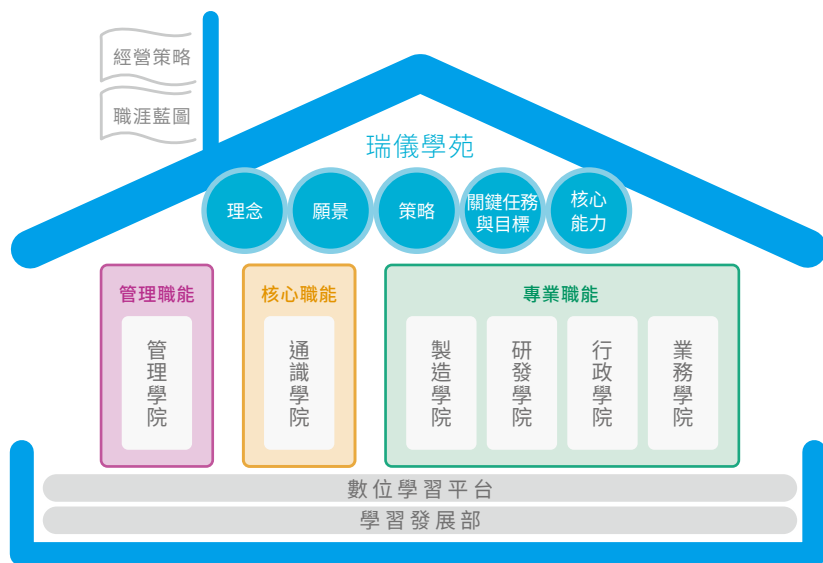 經營策略
職涯藍圖
瑞儀學苑
理念
願景
策略
關鍵任務
與目標
核心
能力
管理職能
管理學院
核心職能
通識學院
專業職能
製造學院
研發學院
行政學院
業務學院
數位學習平台
學習發展部